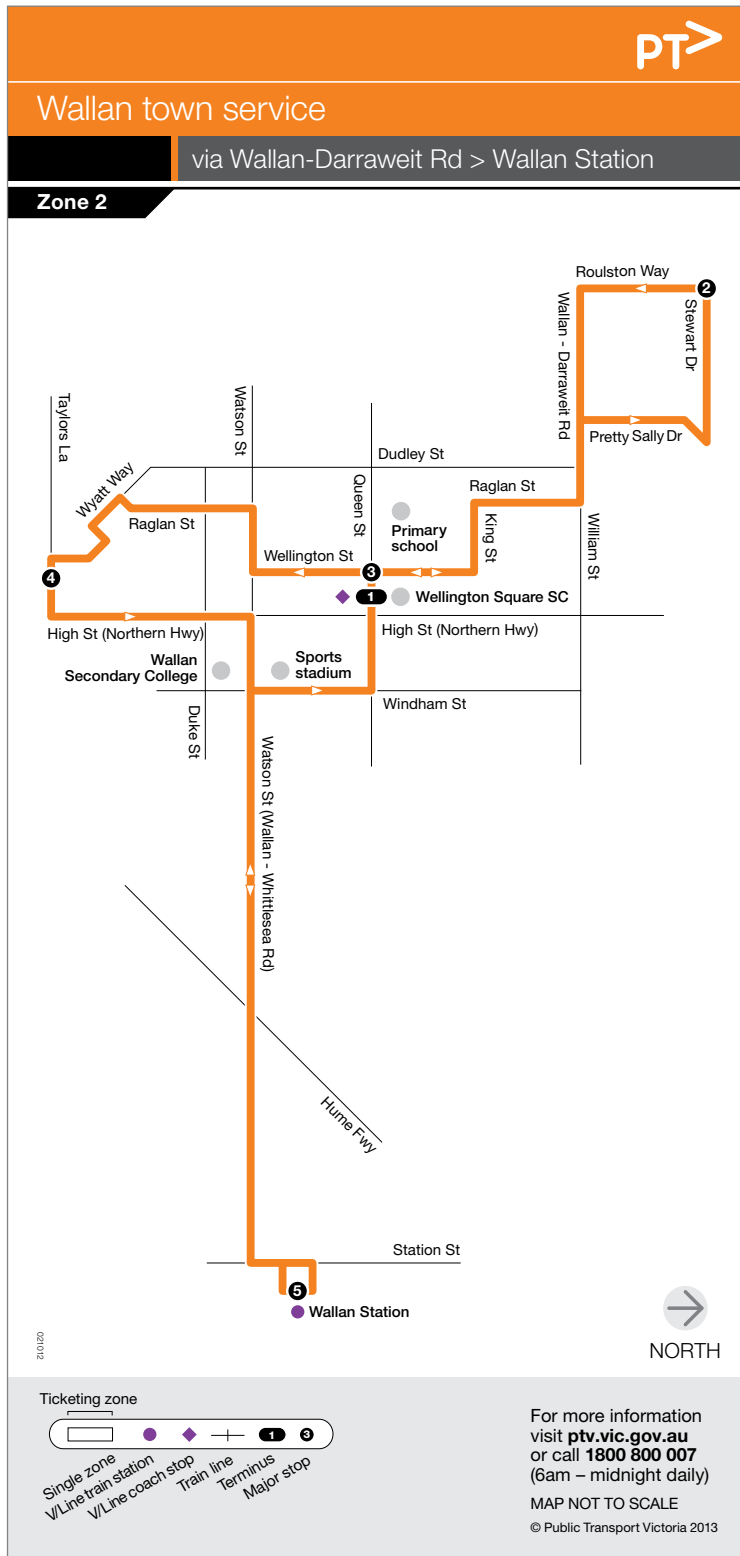 PT>
Wallan town service
via Wallan-Darraweit Rd > Wallan Station
Zone 2
Roulston Way
2
Stewart Dr
Wallan - Darraweit Rd
Pretty Sally Dr
Taylors La
Watson St
Dudley St
Queen St
Wyatt Way
Raglan St
Raglan St
Primary
school
King St
William St
Wellington St
3
4
1
Wellington Square SC
High St (Northern Hwy)
High St (Northern Hwy)
Wallan
Secondary College
Sports
stadium
Duke St
Windham St
Watson St (Wallan - Whittlesea Rd)
Hume Fwy
Station St
5
Wallan Station
021012
NORTH
Ticketing zone
1
3
Single zone
V/Line train station
V/Line coach stop
Train line
Terminus
Major stop
For more information
visit ptv.vic.gov.au
or call 1800 800 007
(6am – midnight daily)
MAP NOT TO SCALE
© Public Transport Victoria 2013